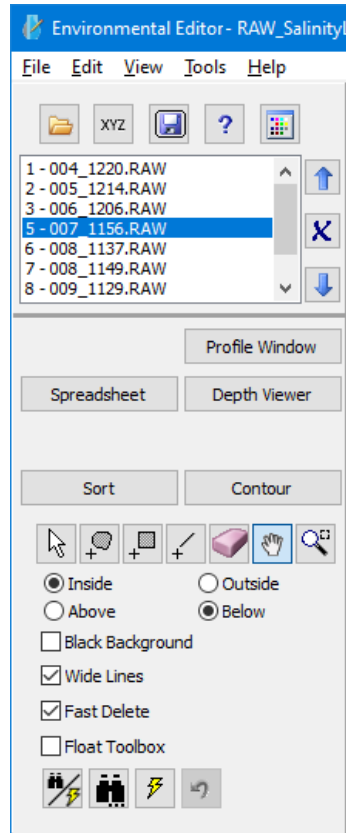 Environmental Editor - RAW_Salinity
File Edit View Tools Help
XYZ ?
1 - 004_1220.RAW
2 - 005_1214.RAW
3 - 006_1206.RAW
5 - 007_1156.RAW
6 - 008_1137.RAW
7 - 008_1149.RAW
8 - 009_1129.RAW
X
Profile Window
Spreadsheet Depth Viewer
Sort Contour
Inside Outside
Above Below
Black Background
Wide Lines
Fast Delete
Float Toolbox